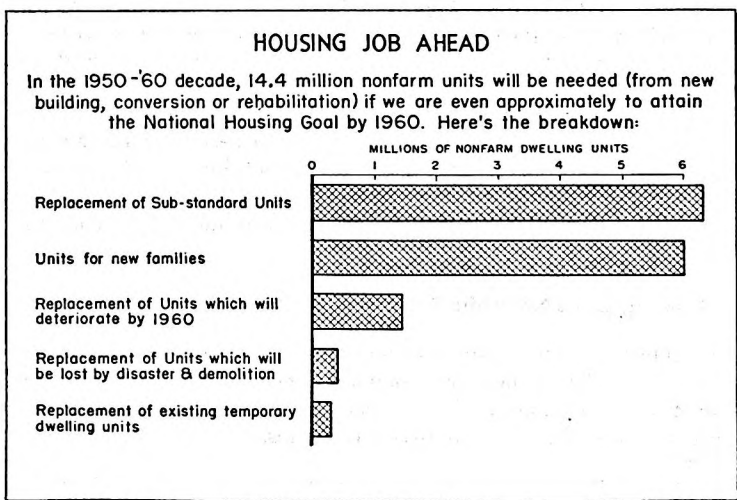 HOUSING JOB AHEAD
In the 1950-'60 decade, 14.4 million nonfarm units will be needed (from new
building, conversion or rehabilitation) if we are even approximately to attain
the National Housing Goal by 1960. Here's the breakdown:
MILLIONS OF NONFARM DWELLING UNITS
0 1 2 3 4 5 6
Replacement of Sub-standard Units
Units for new families
Replacement of Units which will
deteriorate by 1960
Replacement of Units which will
be lost by disaster & demolition
Replacement of existing temporary
dwelling units